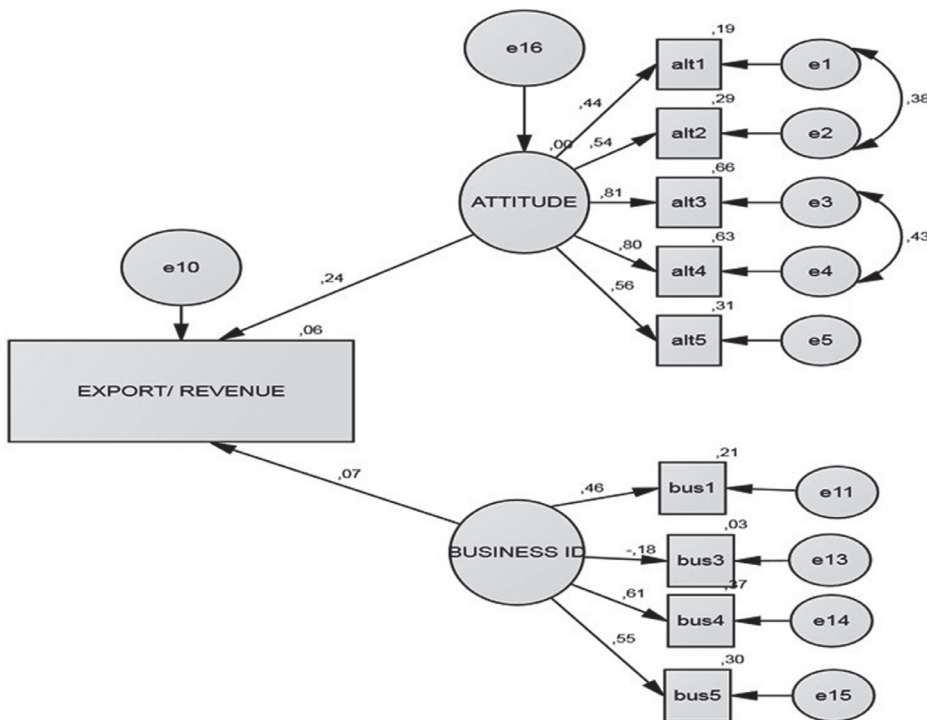 ,19
e16
alt1
e1
,44
,38
,29
,00
,54
alt2
e2
,66
ATTITUDE
,81
alt3
e3
,63
,43
e10
,80
alt4
e4
,24
,56
,31
,06
alt5
e5
EXPORT/ REVENUE
,21
,07
,46
bus1
e11
,03
BUSINESS ID
-,18
bus3
e13
,37
,61
bus4
e14
,55
,30
bus5
e15